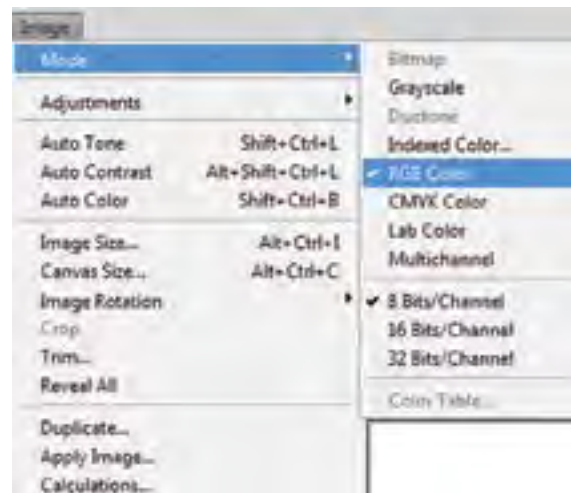 Image
Mode
Adjustments
Auto Tone Shift+Ctrl+L
Auto Contrast Alt+Shift+Ctrl+L
Auto Color Shift+Ctrl+B
Image Size... Alt+Ctrl+I
Canvas Size... Alt+Ctrl+C
Image Rotation
Crop
Trim...
Reveal All
Duplicate...
Apply Image...
Calculations...
Bitmap
Grayscale
Duotone
Indexed Color...
RGB Color
CMYK Color
Lab Color
Multichannel
8 Bits/Channel
16 Bits/Channel
32 Bits/Channel
Color Table...